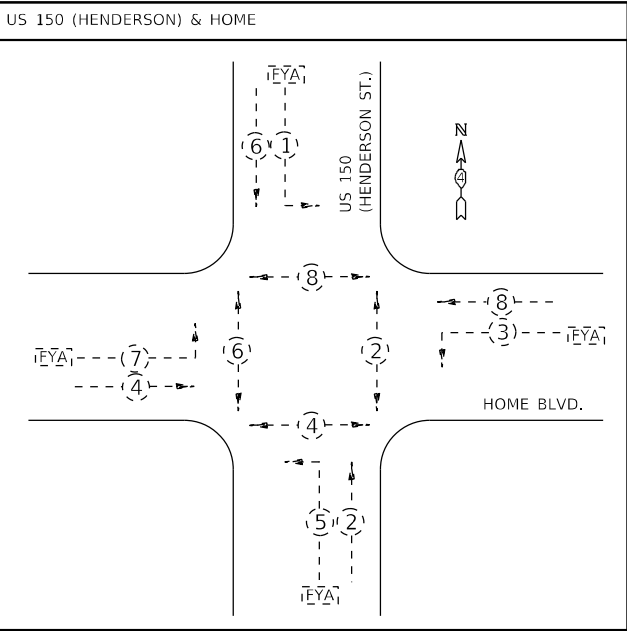 US 150 (HENDERSON) & HOME
FYA
US 150
(HENDERSON ST.)
N
4
6
1
8
8
3
FYA
6
2
FYA
7
4
HOME BLVD.
4
5
2
FYA